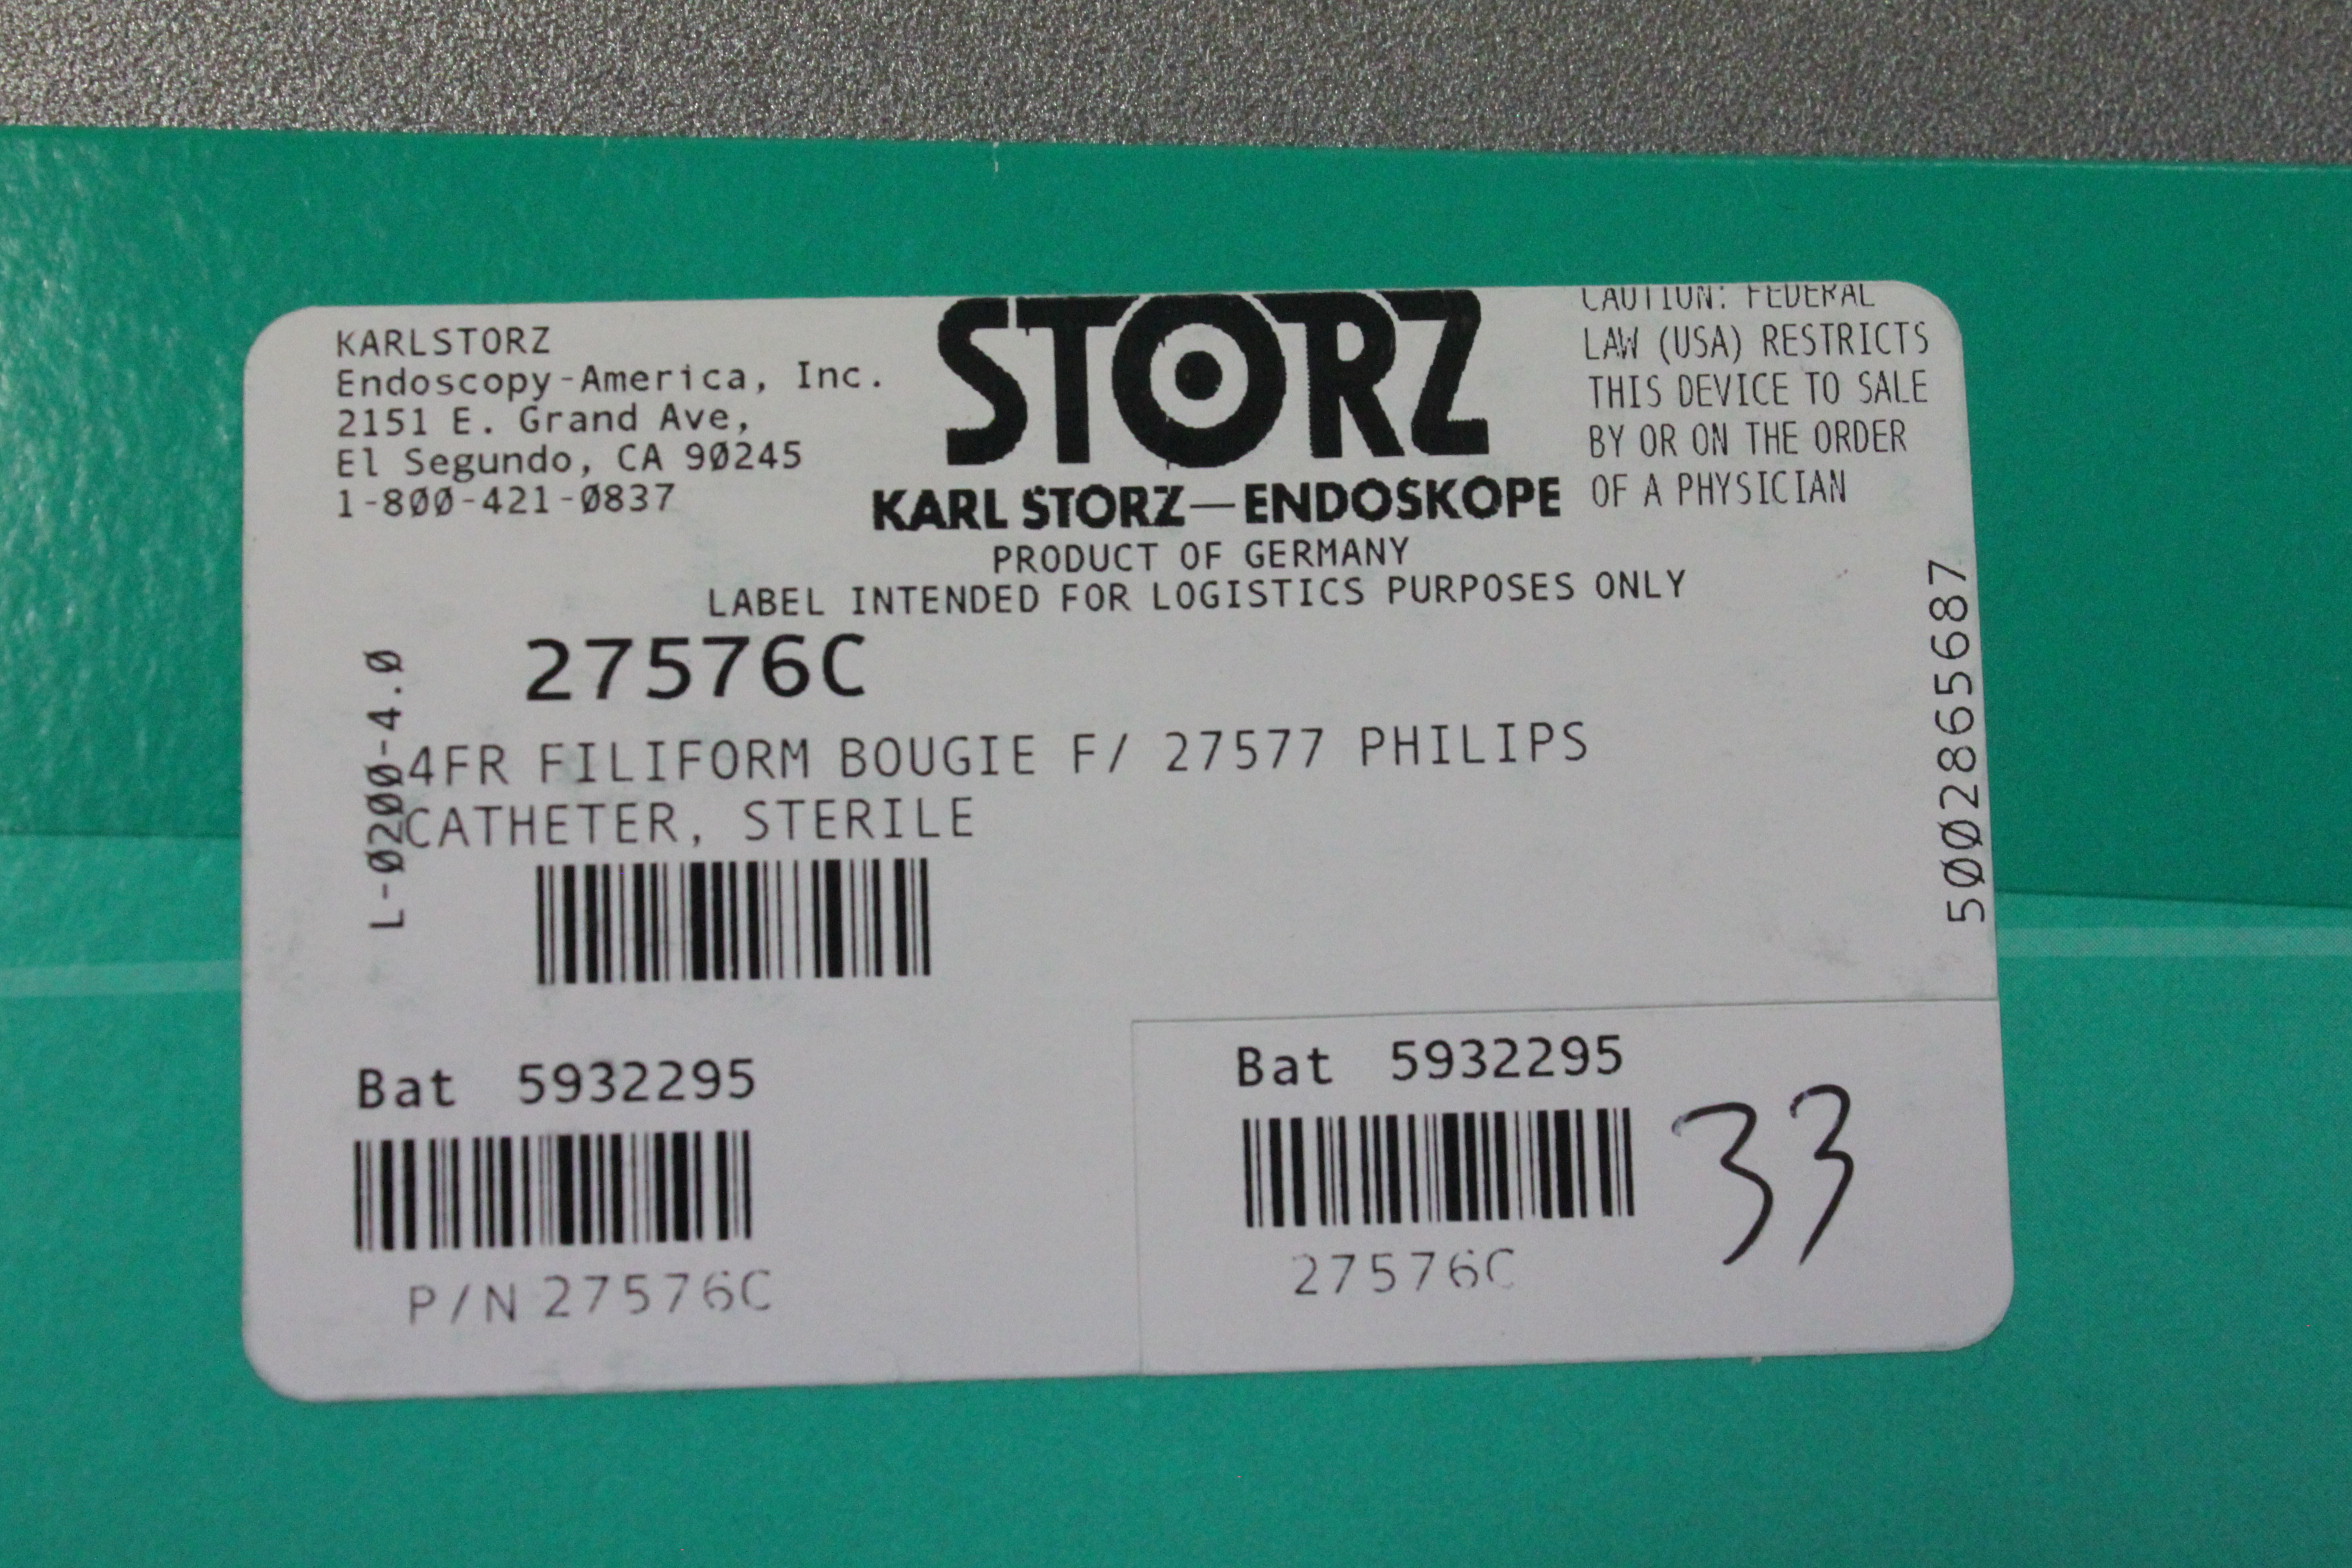 KARLSTORZ
Endoscopy-America, Inc.
2151 E. Grand Ave,
El Segundo, CA 90245
1-800-421-0837
STORZ
KARL STORZ—ENDOSKOPE
CAUTION: FEDERAL
LAW (USA) RESTRICTS
THIS DEVICE TO SALE
BY OR ON THE ORDER
OF A PHYSICIAN
PRODUCT OF GERMANY
LABEL INTENDED FOR LOGISTICS PURPOSES ONLY
27576C
L-0200-4.0
4FR FILIFORM BOUGIE F/ 27577 PHILIPS
CATHETER, STERILE
5002865687
Bat 5932295
P/N 27576C
Bat 5932295
27576C
33